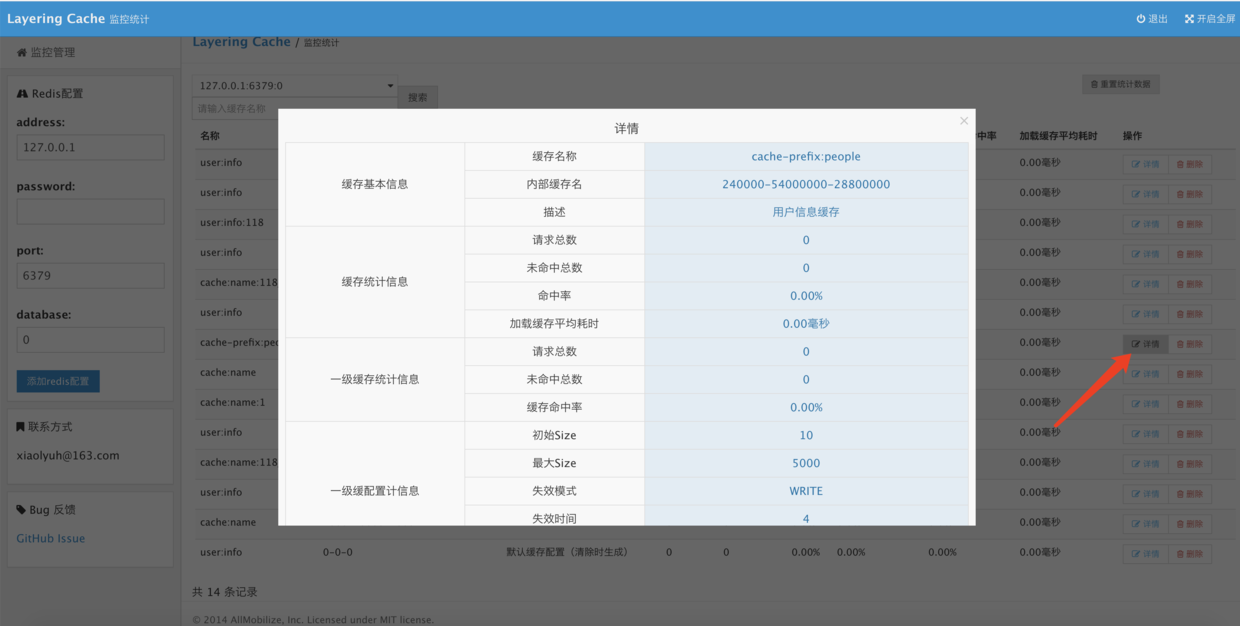 Layering Cache 监控统计
退出
开启全屏
监控管理
Layering Cache / 监控统计
Redis配置
address:
127.0.0.1
password:
port:
6379
database:
0
添加redis配置
联系方式
xiaolyuh@163.com
Bug 反馈
GitHub Issue
127.0.0.1:6379:0
请输入缓存名称
搜索
重置统计数据
名称
中率 加载缓存平均耗时 操作
user:info 0.00毫秒 详情 删除
user:info 0.00毫秒 详情 删除
user:info:118 0.00毫秒 详情 删除
user:info 0.00毫秒 详情 删除
cache:name:118 0.00毫秒 详情 删除
user:info 0.00毫秒 详情 删除
cache-prefix:peo 0.00毫秒 详情 删除
cache:name 0.00毫秒 详情 删除
cache:name:1 0.00毫秒 详情 删除
user:info 0.00毫秒 详情 删除
cache:name:118 0.00毫秒 详情 删除
user:info 0.00毫秒 详情 删除
cache:name 0.00毫秒 详情 删除
user:info 0-0-0 默认缓存配置（清除时生成） 0 0 0.00% 0.00% 0.00% 0.00毫秒 详情 删除
共 14 条记录
© 2014 AllMobilize, Inc. Licensed under MIT license.
详情
×
缓存基本信息
缓存名称 cache-prefix:people
内部缓存名 240000-54000000-28800000
描述 用户信息缓存
缓存统计信息
请求总数 0
未命中总数 0
命中率 0.00%
加载缓存平均耗时 0.00毫秒
一级缓存统计信息
请求总数 0
未命中总数 0
缓存命中率 0.00%
一级缓配置计信息
初始Size 10
最大Size 5000
失效模式 WRITE
失效时间 4